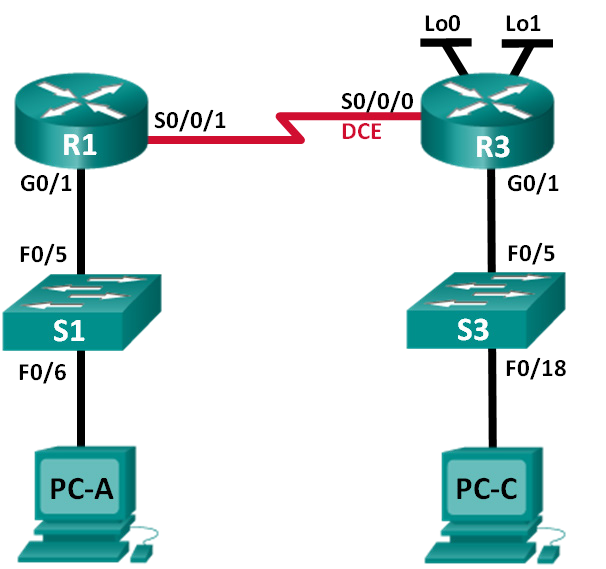 Lo0
Lo1
S0/0/0
S0/0/1
DCE
R1
R3
G0/1
G0/1
F0/5
F0/5
S1
S3
F0/6
F0/18
PC-A
PC-C